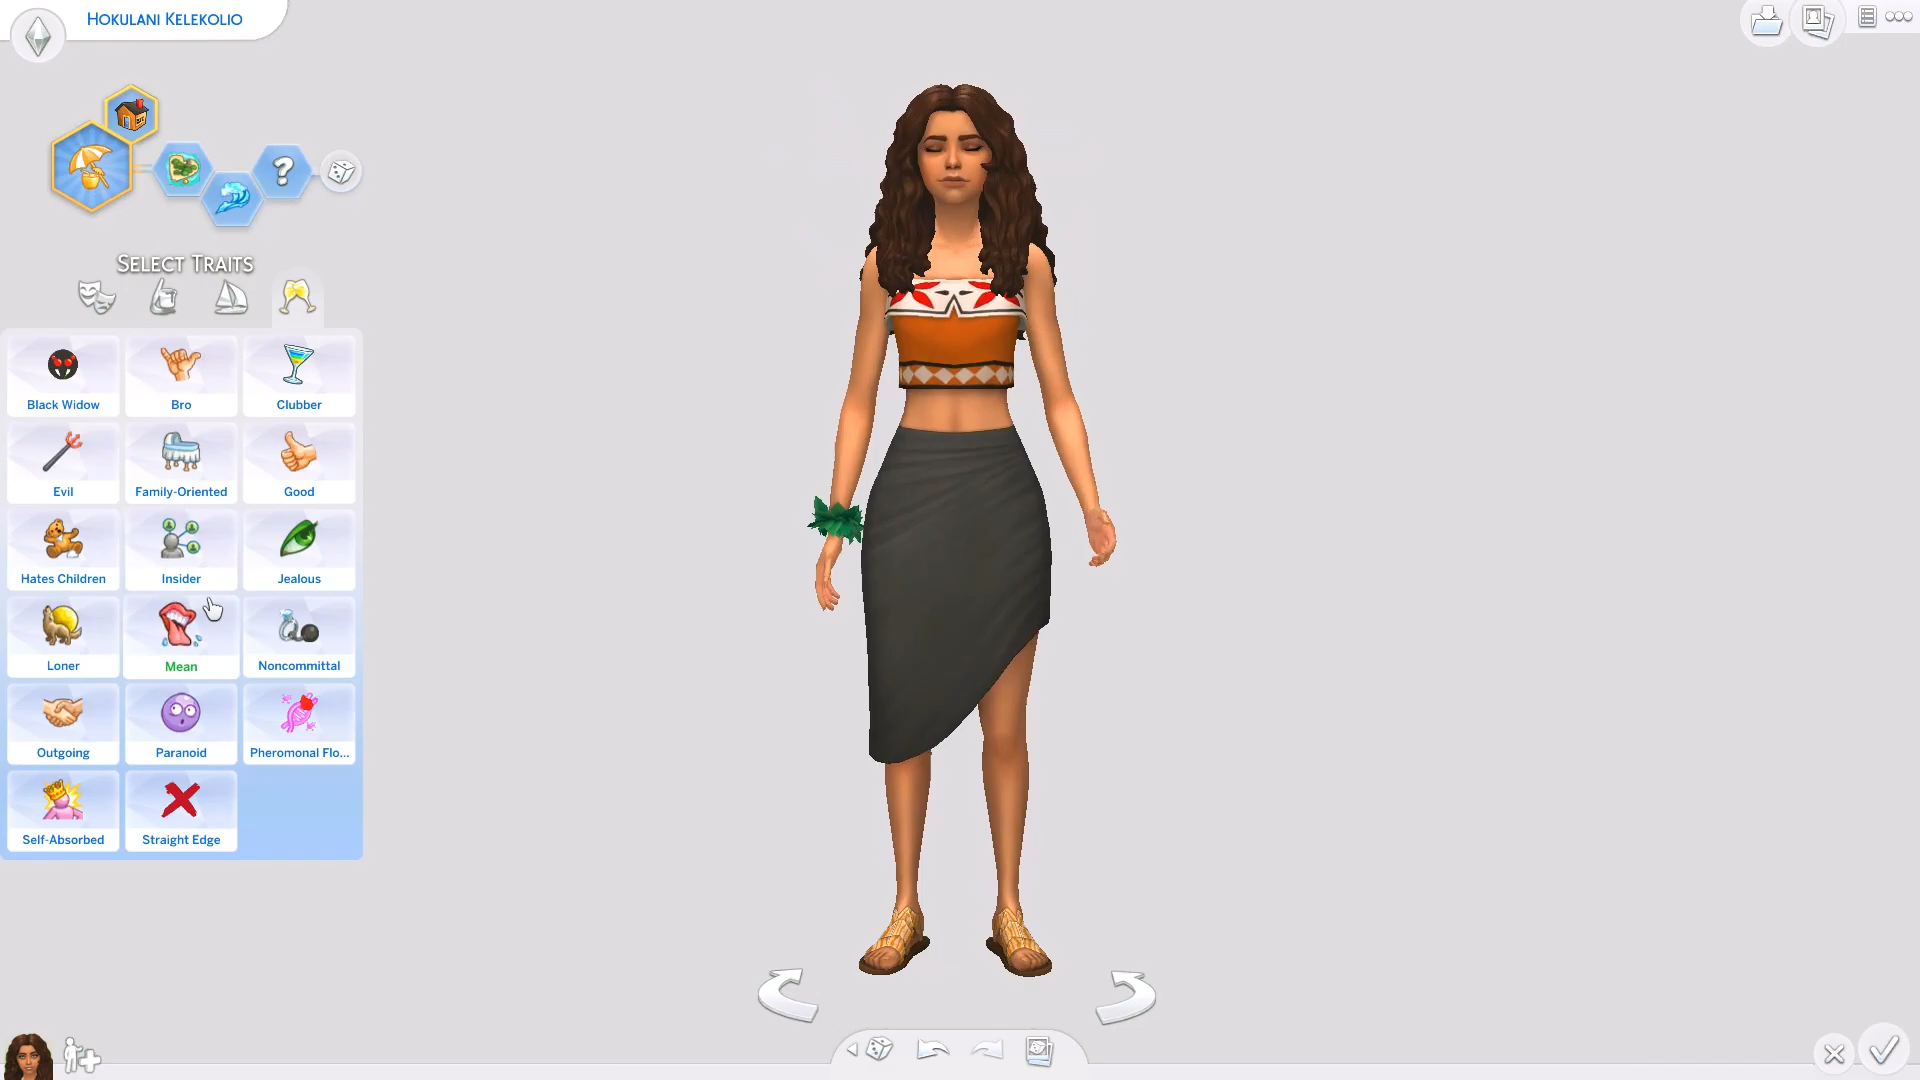 Hokulani Kelekolio
Select Traits
Black Widow
Bro
Clubber
Evil
Family-Oriented
Good
Hates Children
Insider
Jealous
Loner
Mean
Noncommittal
Outgoing
Paranoid
Pheromonal Flo...
Self-Absorbed
Straight Edge